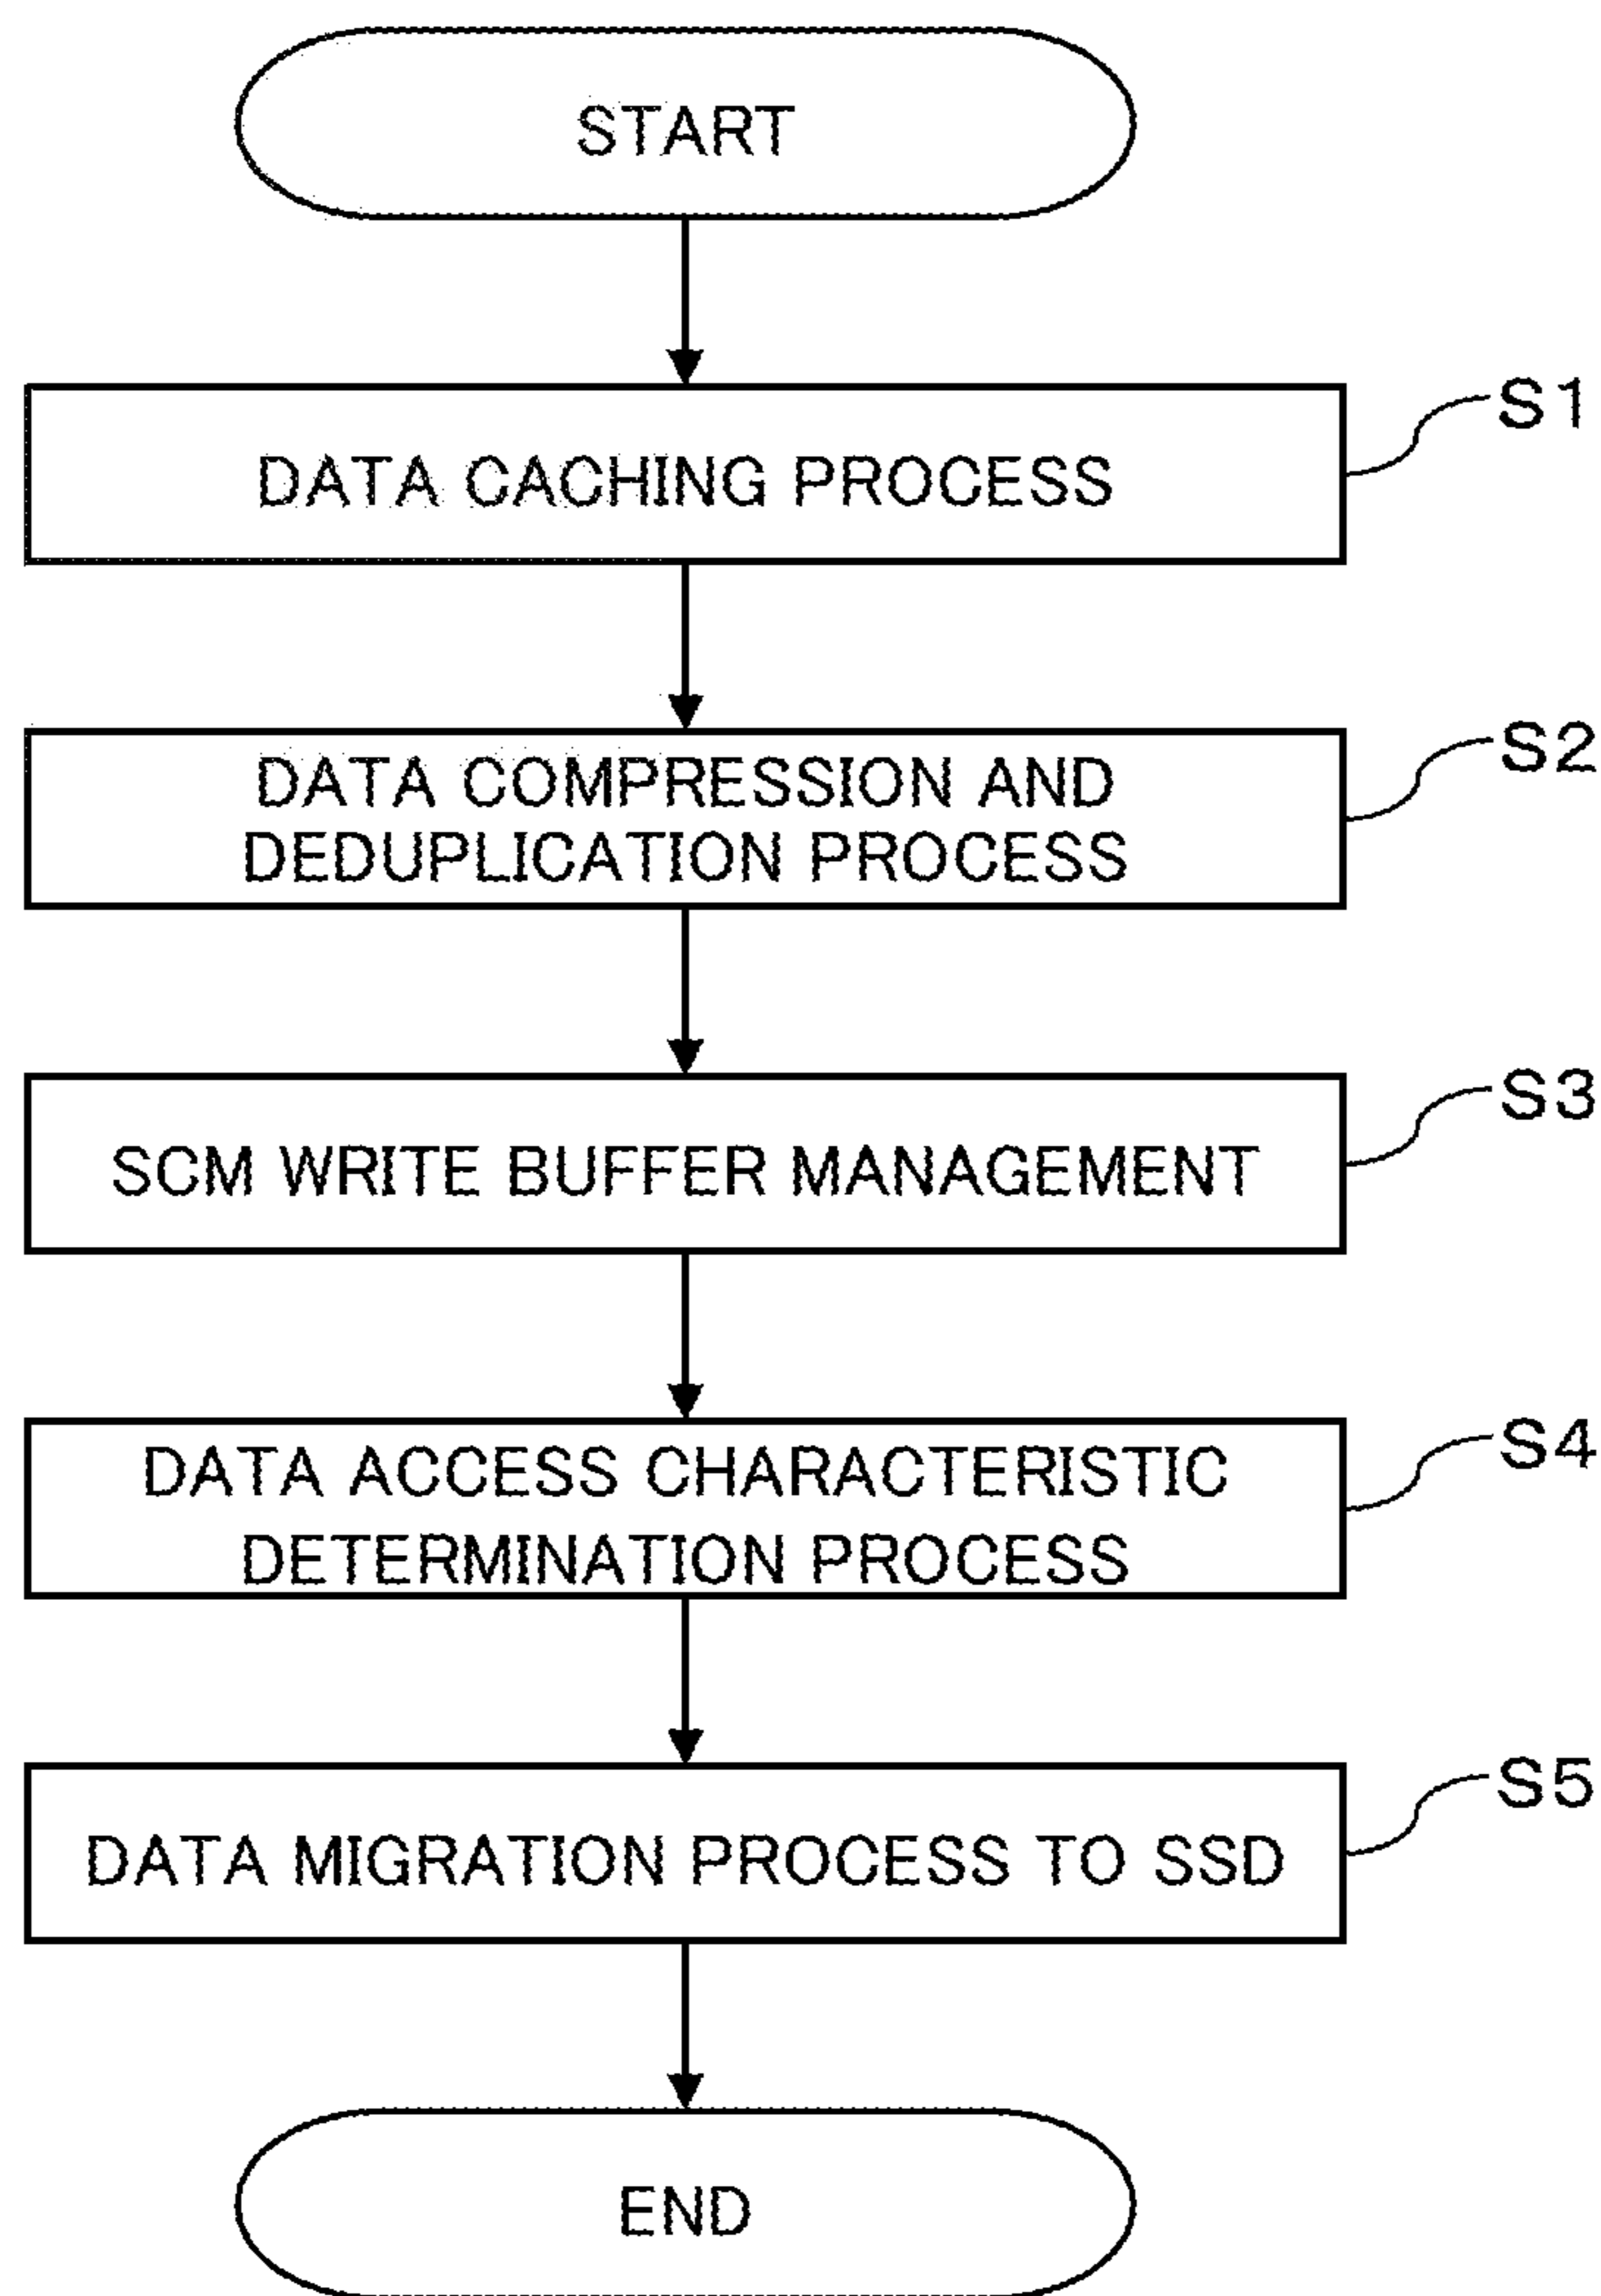 START
S1
DATA CACHING PROCESS
S2
DATA COMPRESSION AND
DEDUPLICATION PROCESS
S3
SCM WRITE BUFFER MANAGEMENT
S4
DATA ACCESS CHARACTERISTIC
DETERMINATION PROCESS
S5
DATA MIGRATION PROCESS TO SSD
END